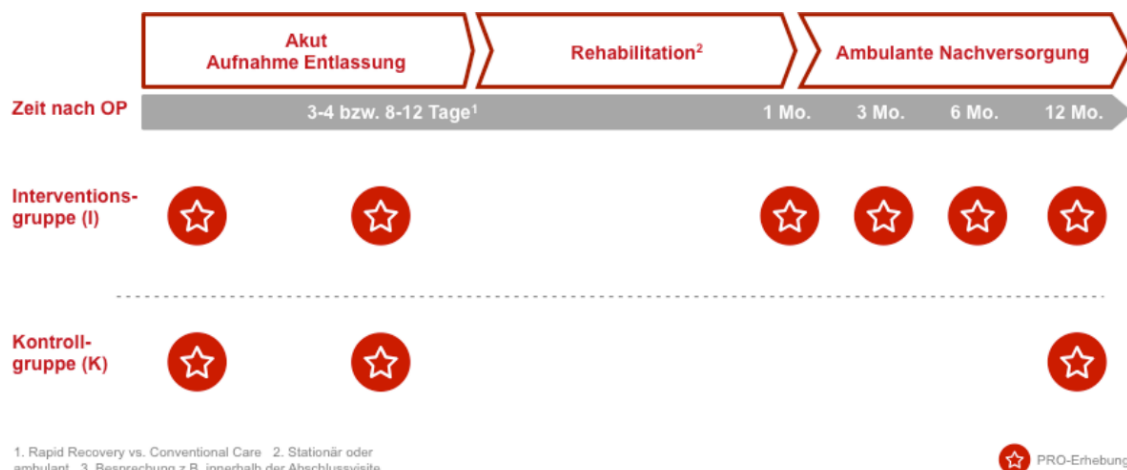 Akut
Aufnahme Entlassung
Rehabilitation²
Ambulante Nachversorgung
Zeit nach OP
3-4 bzw. 8-12 Tage¹
1 Mo.
3 Mo.
6 Mo.
12 Mo.
Interventions-
gruppe (I)
Kontroll-
gruppe (K)
1. Rapid Recovery vs. Conventional Care 2. Stationär oder
ambulant 3. Besprechung z.B. innerhalb der Abschlussvisite
PRO-Erhebung